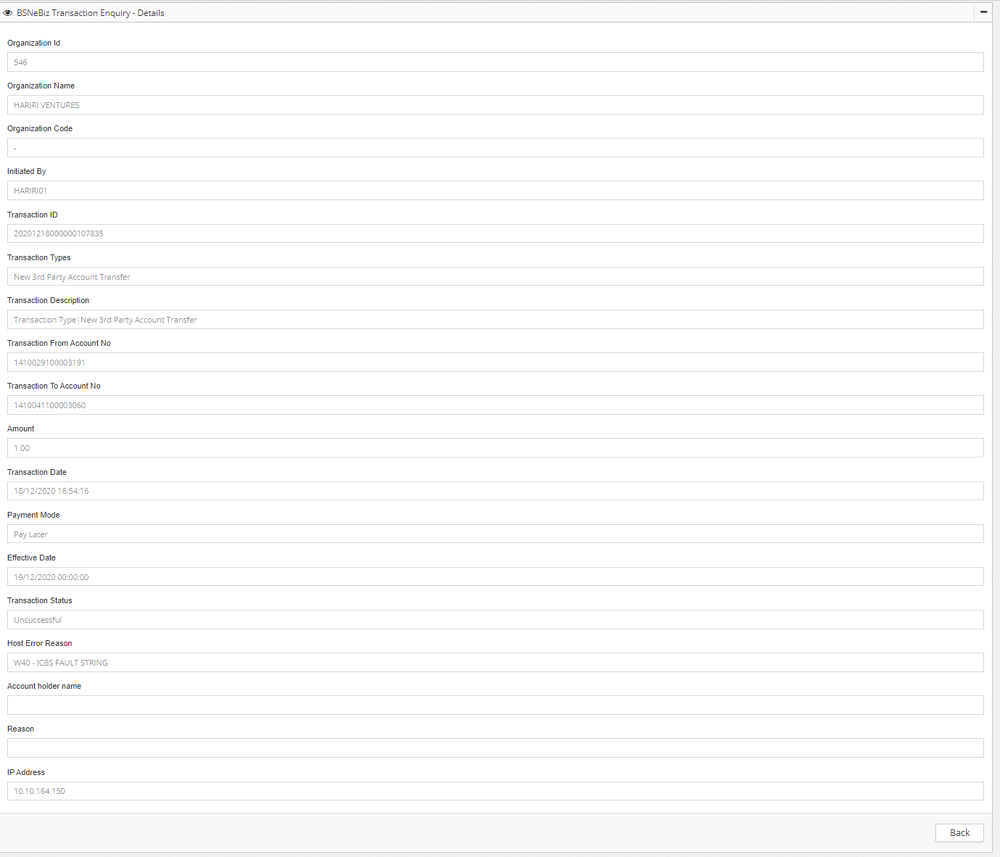 BSNeBiz Transaction Enquiry - Details
Organization Id
546
Organization Name
HARIRI VENTURES
Organization Code
-
Initiated By
HARIRI01
Transaction ID
20201218000000107835
Transaction Types
New 3rd Party Account Transfer
Transaction Description
Transaction Type|New 3rd Party Account Transfer
Transaction From Account No
1410029100003191
Transaction To Account No
1410041100003060
Amount
1.00
Transaction Date
18/12/2020 16:54:16
Payment Mode
Pay Later
Effective Date
19/12/2020 00:00:00
Transaction Status
Unsuccessful
Host Error Reason
W40 - ICBS FAULT STRING
Account holder name
Reason
IP Address
10.10.164.150
Back